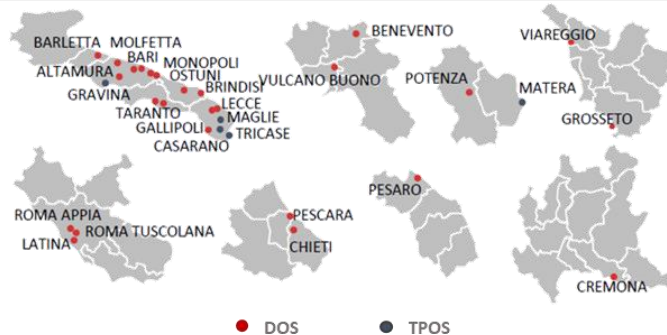 BARLETTA
MOLFETTA
BARI
MONOPOLI
ALTAMURA
OSTUNI
GRAVINA
BRINDISI
LECCE
TARANTO
MAGLIE
GALLIPOLI
TRICASE
CASARANO
BENEVENTO
VULCANO BUONO
POTENZA
MATERA
VIAREGGIO
GROSSETO
ROMA APPIA
ROMA TUSCOLANA
LATINA
PESCARA
CHIETI
PESARO
CREMONA
DOS
TPOS